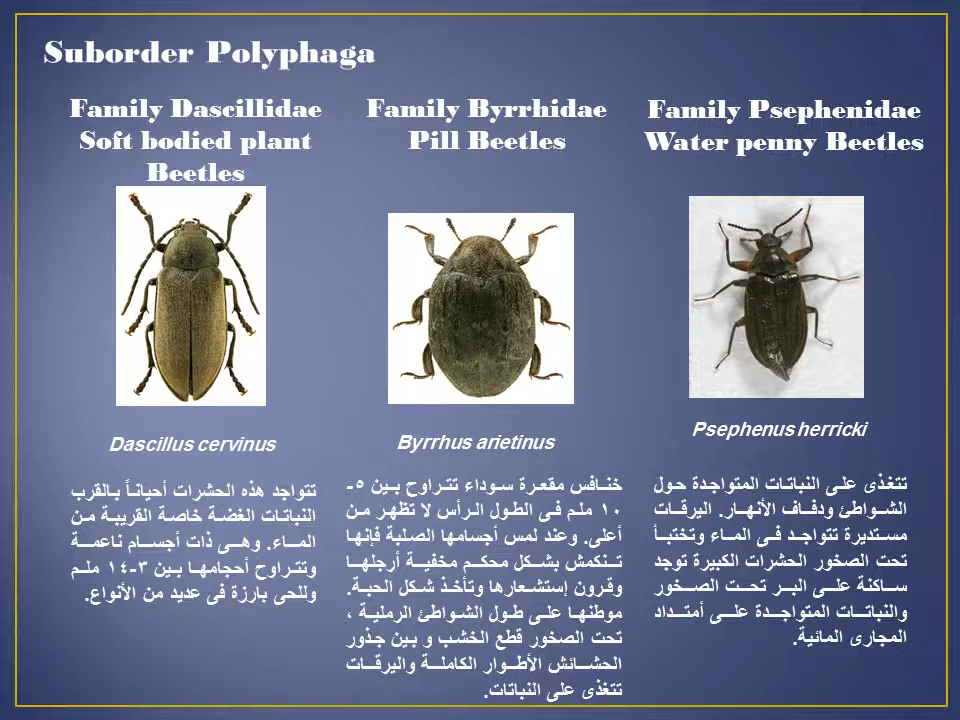 Suborder Polyphaga
Family Dascillidae
Soft bodied plant
Beetles
Dascillus cervinus
تتواجد هذه الحشرات أحياناً بالقرب
النباتات الغضة خاصة القريبة من
الماء. وهى ذات أجسام ناعمة
وتتراوح أحجامها بين ٣-١٤ ملم
وللحى بارزة فى عديد من الأنواع.
Family Byrrhidae
Pill Beetles
Byrrhus arietinus
خنافس مقعرة سوداء تتراوح بين ٥-
١٠ ملم فى الطول الرأس لا تظهر من
أعلى. وعند لمس أجسامها الصلبة فإنها
تنكمش بشكل محكم مخفية أرجلها
وقرون إستشعارها وتأخذ شكل الحبة.
موطنها على طول الشواطئ الرملية ،
تحت الصخور قطع الخشب و بين جذور
الحشائش الأطوار الكاملة واليرقات
تتغذى على النباتات.
Family Psephenidae
Water penny Beetles
Psephenus herricki
تتغذى على النباتات المتواجدة حول
الشواطئ ودفاف الأنهار. اليرقات
مستديرة تتواجد فى الماء وتختبأ
تحت الصخور الحشرات الكبيرة توجد
ساكنة على البر تحت الصخور
والنباتات المتواجدة على أمتداد
المجارى المائية.